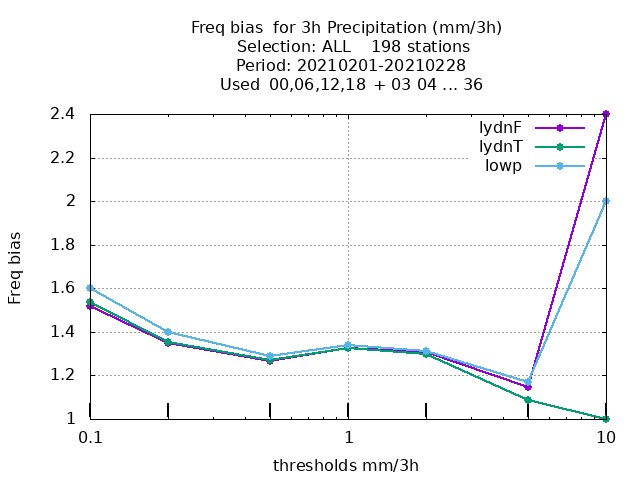 Freq bias  for 3h Precipitation (mm/3h)
Selection: ALL    198 stations
Period: 20210201-20210228
Used  00,06,12,18  + 03 04 ... 36
lydnF
lydnT
lowp
2.4
2.2
2
1.8
1.6
1.4
1.2
1
Freq bias
0.1
1
10
thresholds mm/3h